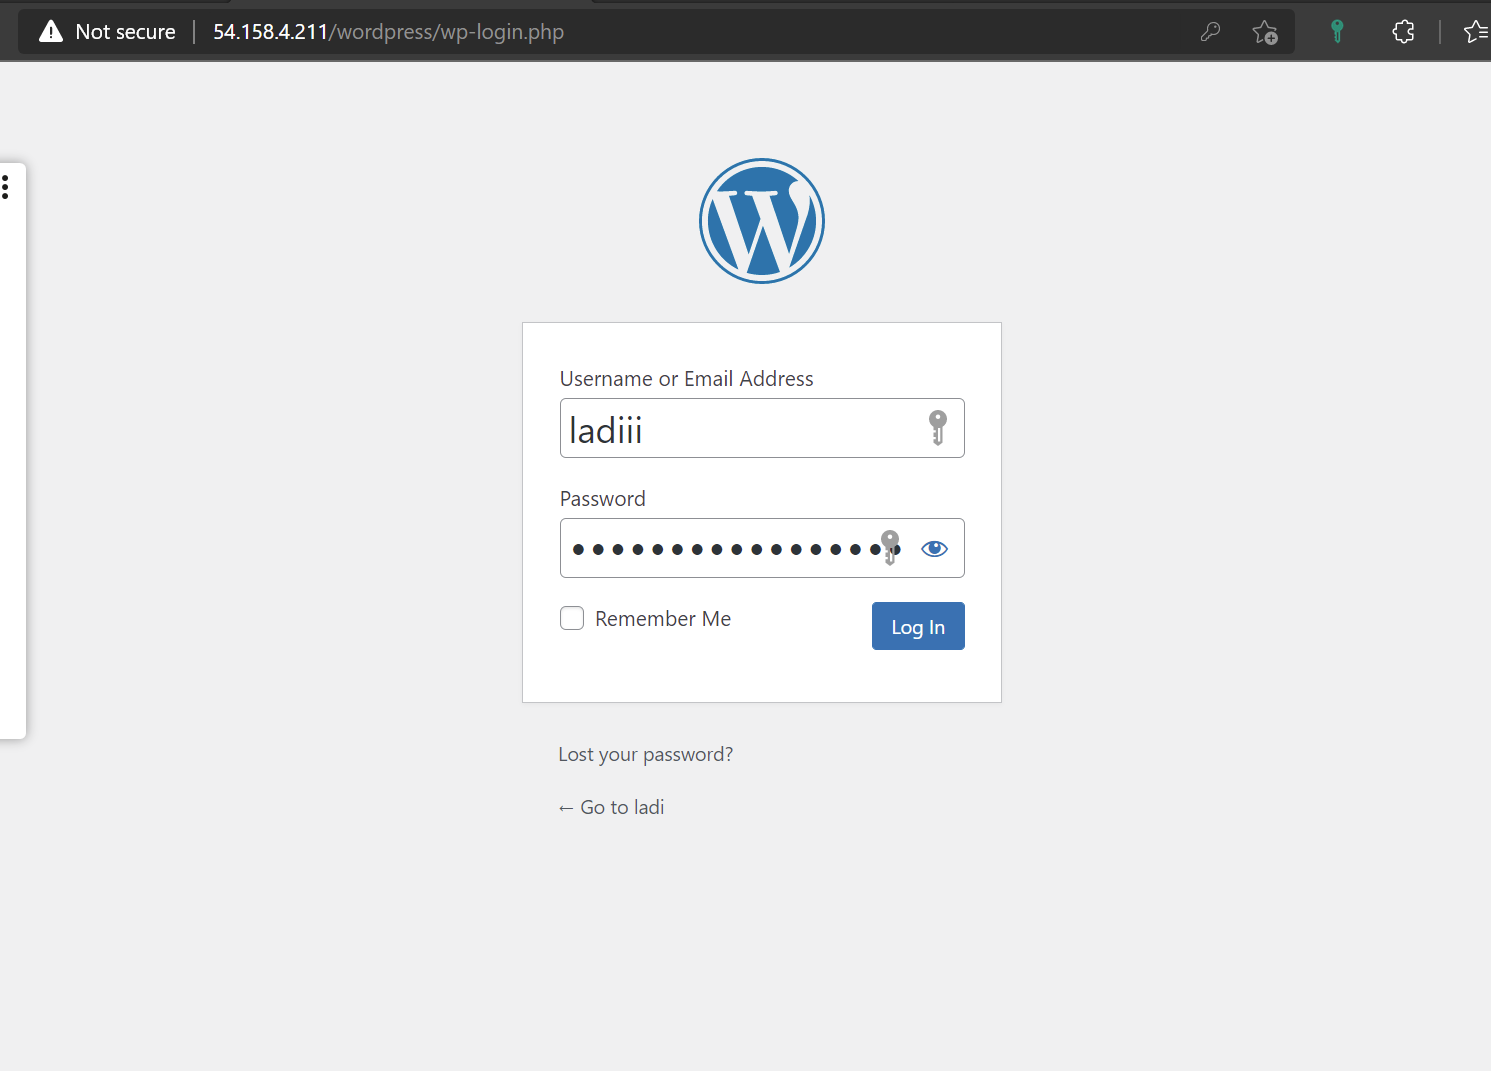 Not secure 54.158.4.211/wordpress/wp-login.php
Username or Email Address
ladiii
Password
Remember Me
Log In
Lost your password?
← Go to ladi